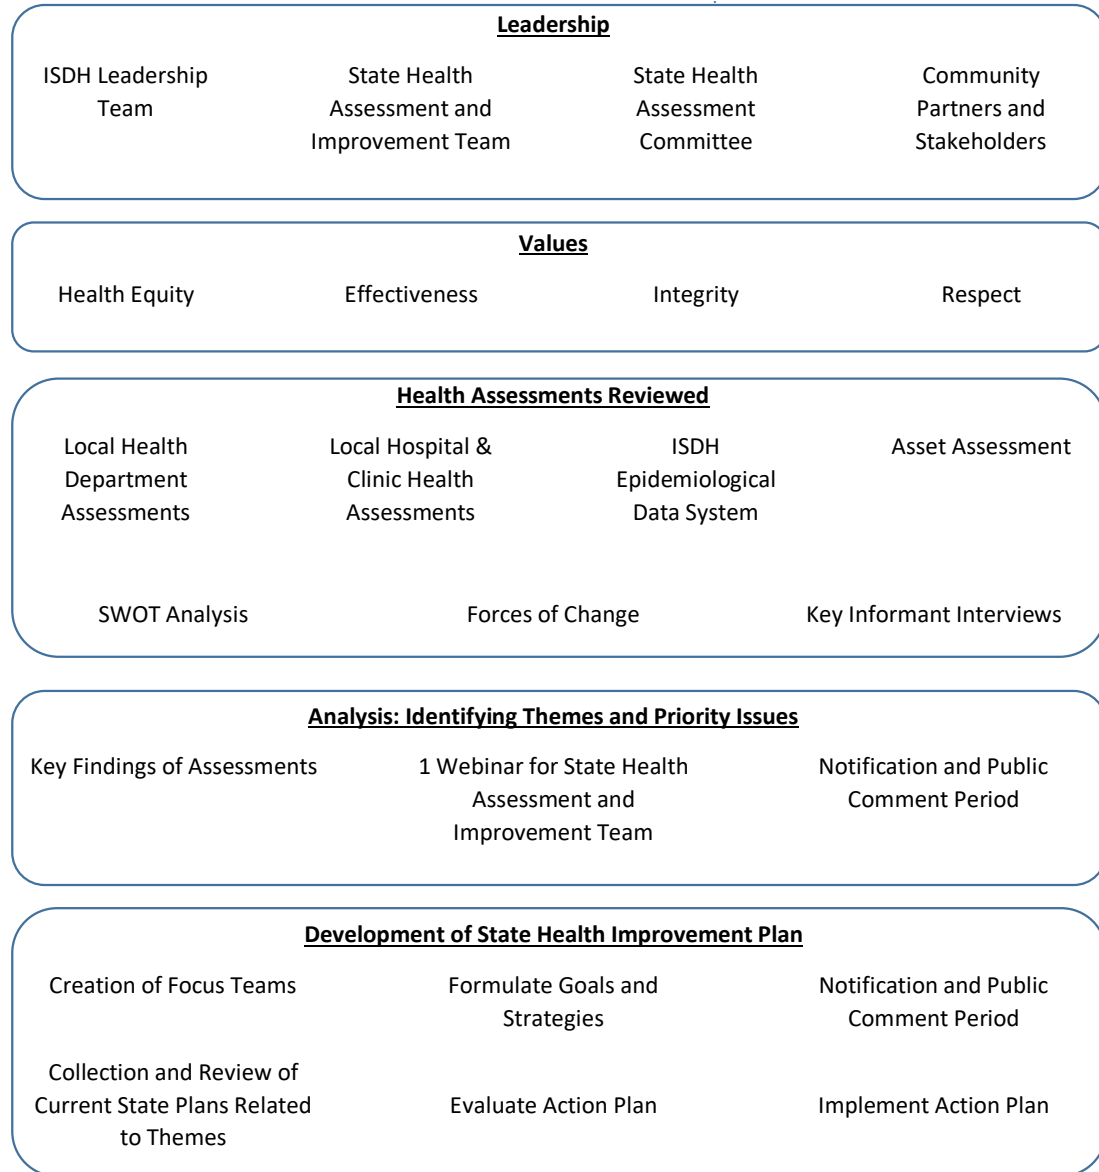 Leadership
ISDH Leadership
Team
State Health
Assessment and
Improvement Team
State Health
Assessment
Committee
Community
Partners and
Stakeholders
Values
Health Equity
Effectiveness
Integrity
Respect
Health Assessments Reviewed
Local Health
Department
Assessments
Local Hospital &
Clinic Health
Assessments
ISDH
Epidemiological
Data System
Asset Assessment
SWOT Analysis
Forces of Change
Key Informant Interviews
Analysis: Identifying Themes and Priority Issues
Key Findings of Assessments
1 Webinar for State Health
Assessment and
Improvement Team
Notification and Public
Comment Period
Development of State Health Improvement Plan
Creation of Focus Teams
Formulate Goals and
Strategies
Notification and Public
Comment Period
Collection and Review of
Current State Plans Related
to Themes
Evaluate Action Plan
Implement Action Plan